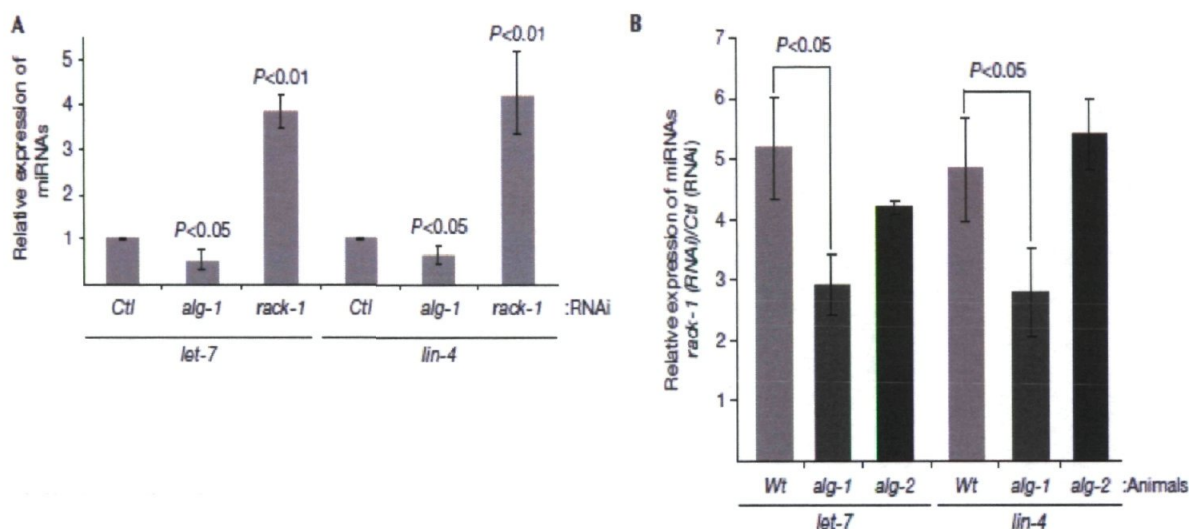 A
Relative expression of
miRNAs
5
4
3
2
1
P<0.05
P<0.01
P<0.05
P<0.01
Ctl alg-1 rack-1 Ctl alg-1 rack-1 :RNAi
let-7 lin-4
B
Relative expression of miRNAs
rack-1 (RNAi)/Ctl (RNAi)
7
6
5
4
3
2
1
P<0.05
P<0.05
Wt alg-1 alg-2 Wt alg-1 alg-2 :Animals
let-7 lin-4